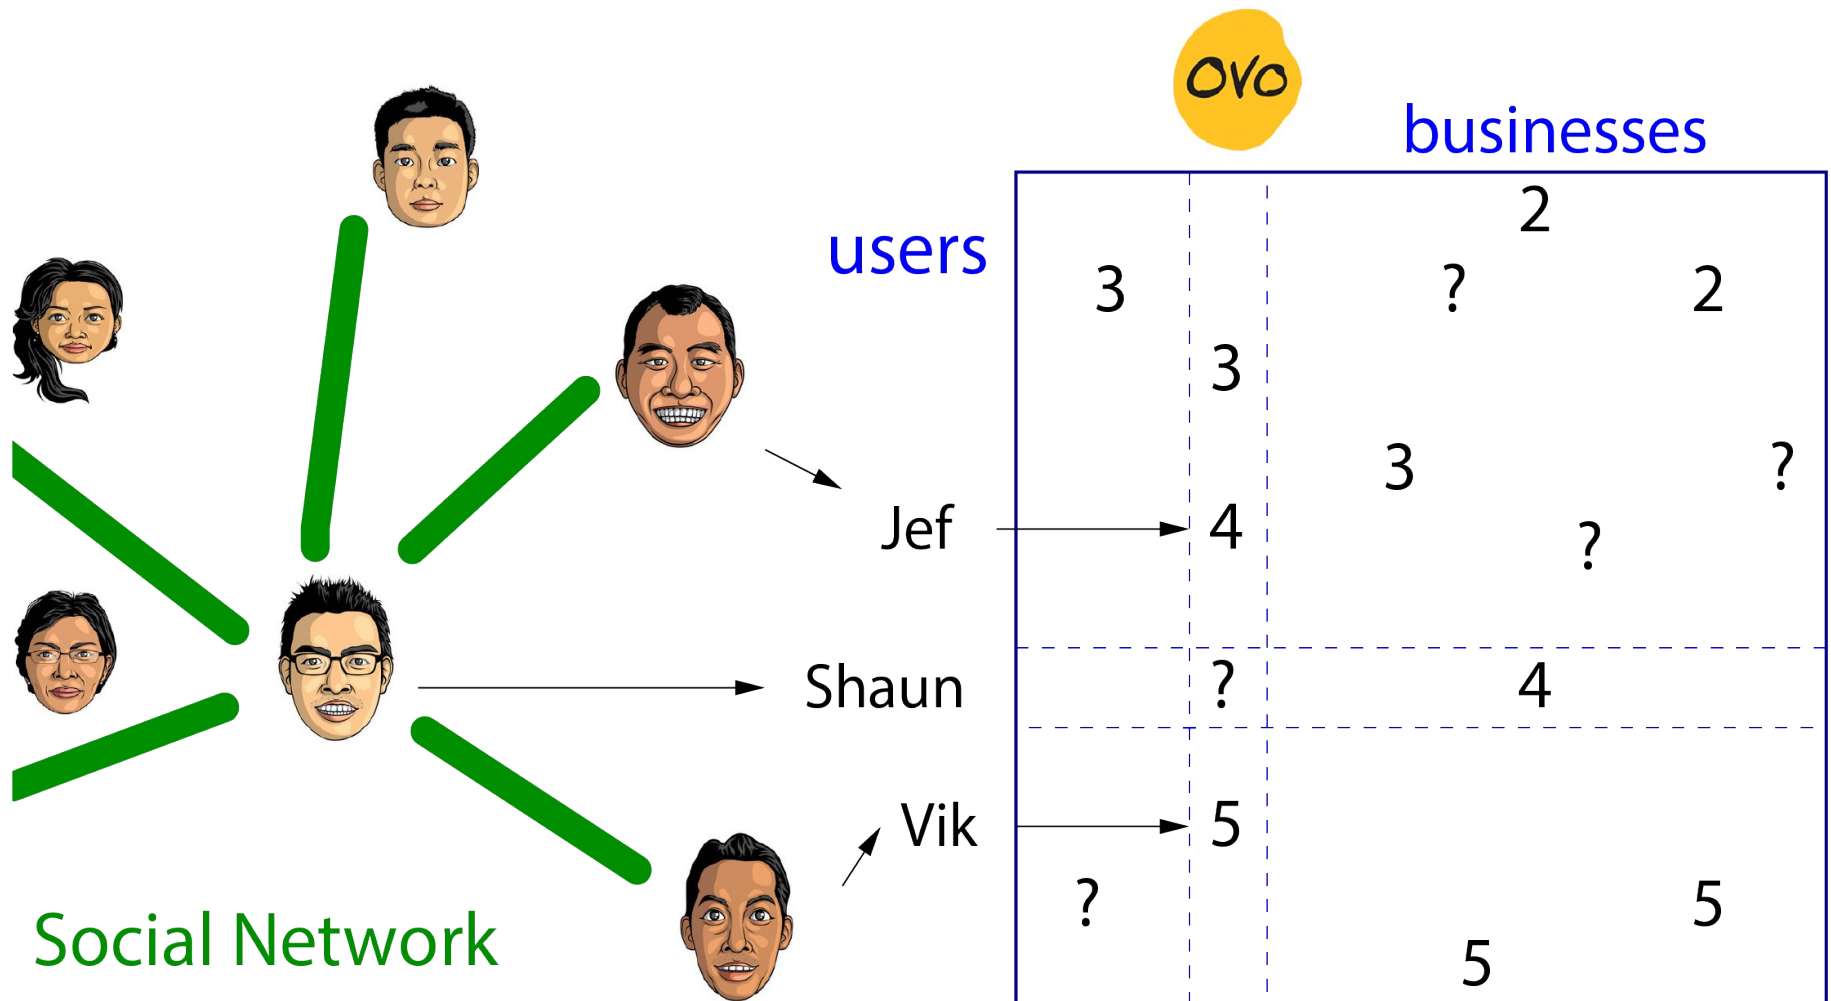 ovo
businesses
2
users
3 ? 2
3
3 ?
Jef 4 ?
Shaun ? 4
Vik 5
? 5
Social Network
5